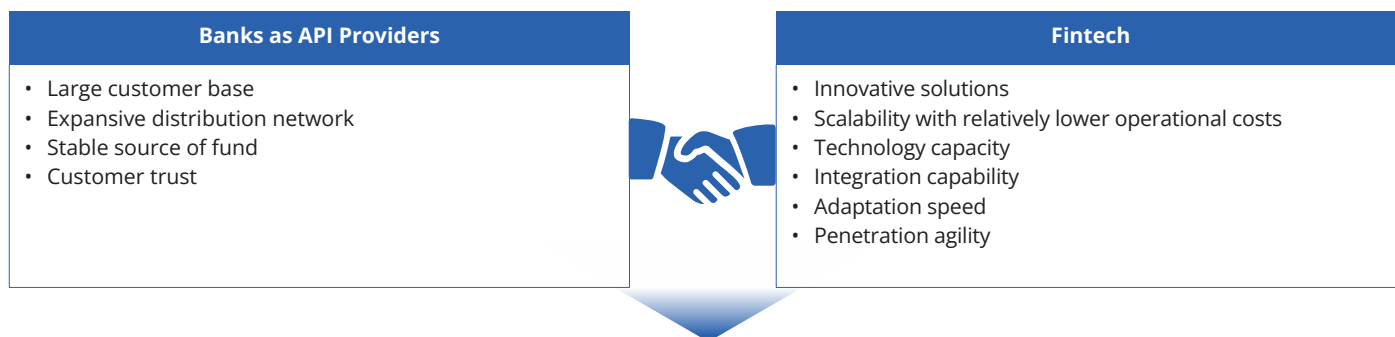 Banks as API Providers
• Large customer base
• Expansive distribution network
• Stable source of fund
• Customer trust
Fintech
• Innovative solutions
• Scalability with relatively lower operational costs
• Technology capacity
• Integration capability
• Adaptation speed
• Penetration agility